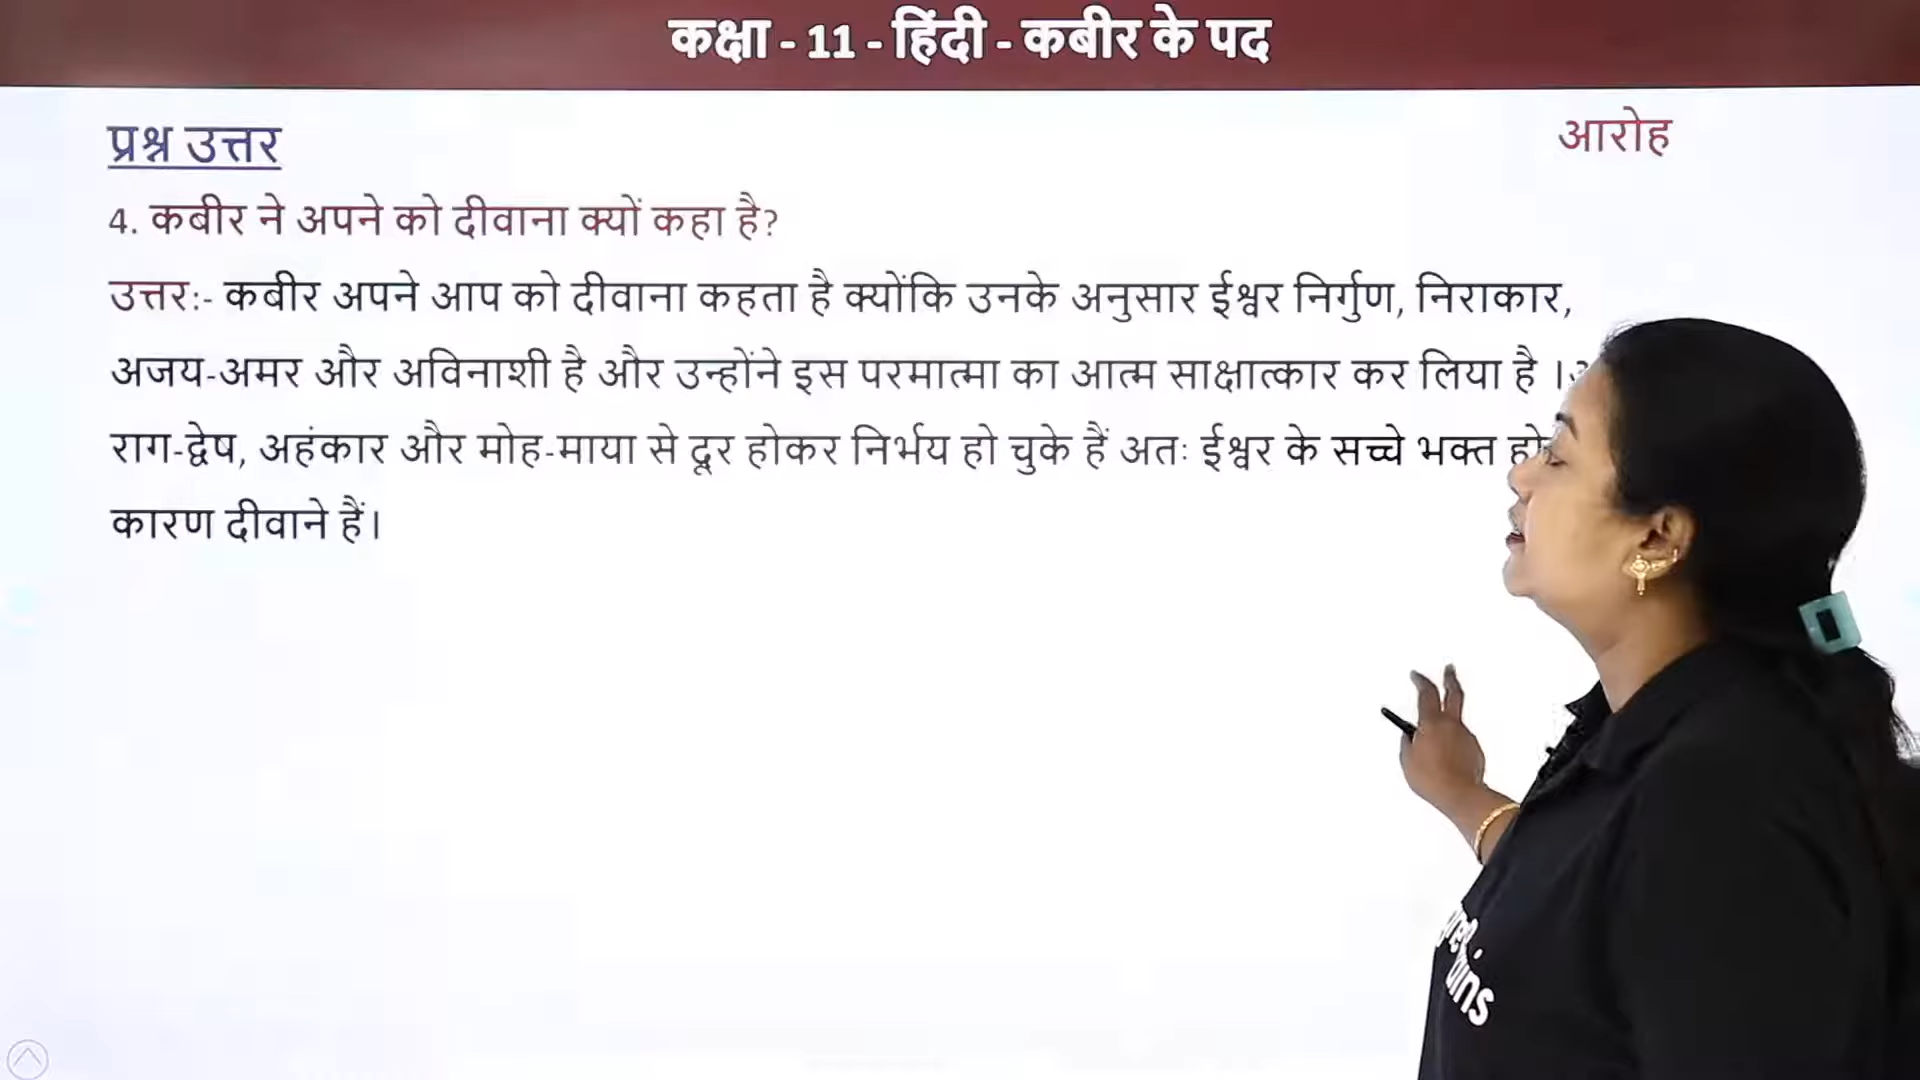 कक्षा - 11 - हिंदी - कबीर के पद
प्रश्न उत्तर
आरोह
4. कबीर ने अपने को दीवाना क्यों कहा है?
उत्तर:- कबीर अपने आप को दीवाना कहता है क्योंकि उनके अनुसार ईश्वर निर्गुण, निराकार,
अजय-अमर और अविनाशी है और उन्होंने इस परमात्मा का आत्म साक्षात्कार कर लिया है ।
राग-द्वेष, अहंकार और मोह-माया से दूर होकर निर्भय हो चुके हैं अतः ईश्वर के सच्चे भक्त
कारण दीवाने हैं।